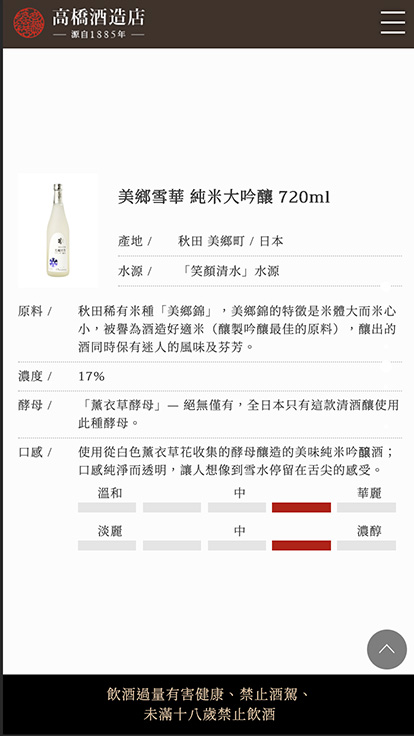 高橋酒造店
源自1885年
美鄉雪華 純米大吟釀 720ml
產地 / 秋田 美鄉町 / 日本
水源 / 「笑顏清水」水源
原料 / 秋田稀有米種「美鄉錦」，美鄉錦的特徵是米體大而米心
小，被譽為酒造好適米（釀製吟釀最佳的原料），釀出的
酒同時保有迷人的風味及芬芳。
濃度 / 17%
酵母 / 「薰衣草酵母」— 絕無僅有，全日本只有這款清酒釀使用
此種酵母。
口感 / 使用從白色薰衣草花收集的酵母釀造的美味純米吟釀酒；
口感純淨而透明，讓人想像到雪水停留在舌尖的感受。
溫和 中 華麗
淡麗 中 濃醇
飲酒過量有害健康、禁止酒駕、
未滿十八歲禁止飲酒